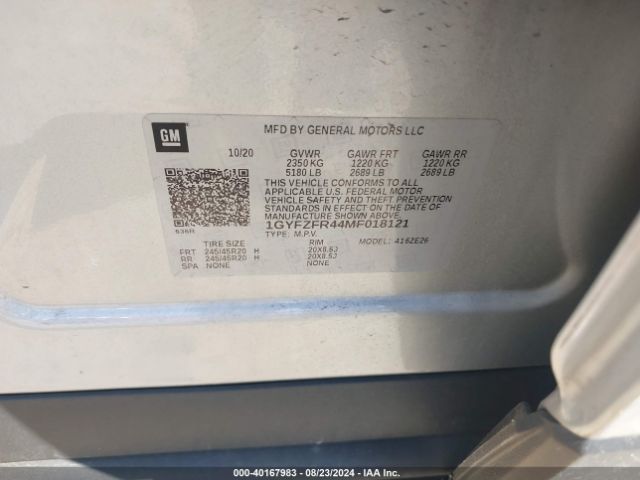 GM
MFD BY GENERAL MOTORS LLC
10/20 GVWR GAWR FRT GAWR RR
2350 KG 1220 KG 1220 KG
5180 LB 2689 LB 2689 LB
THIS VEHICLE CONFORMS TO ALL
APPLICABLE U.S. FEDERAL MOTOR
VEHICLE SAFETY AND THEFT PREVENTION
STANDARDS IN EFFECT ON THE DATE OF
MANUFACTURE SHOWN ABOVE.
1GYFZFR44MF018121
TYPE: M.P.V. MODEL:
636R
TIRE SIZE RIM
FRT 245/45R20 H 20X8.5J
RR 245/45R20 H 20X8.5J
SPA NONE NONE
000-40167983 / 08/23/2024 / IAA Inc.